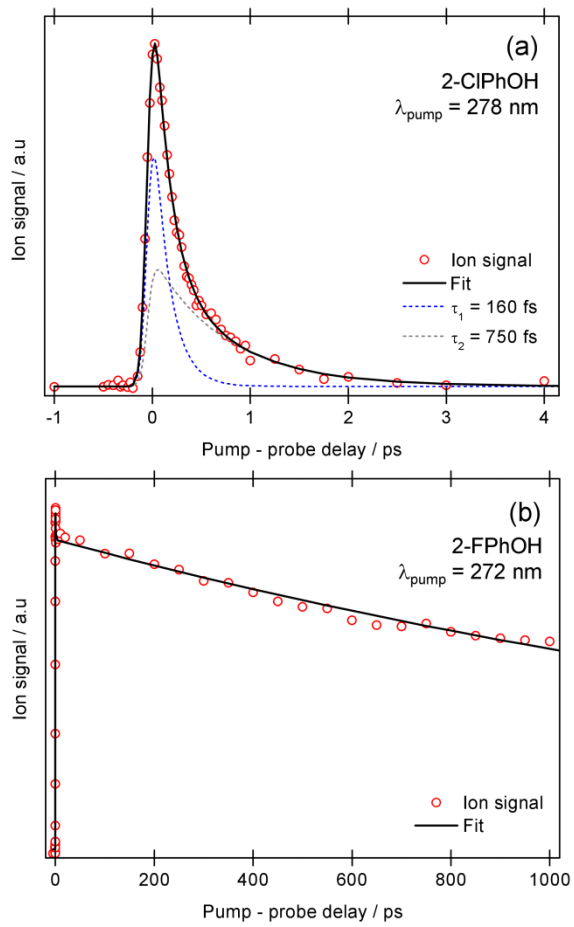 (a)
2-ClPhOH
λpump = 278 nm
Ion signal / a.u
Ion signal
Fit
τ1 = 160 fs
τ2 = 750 fs
-1 0 1 2 3 4
Pump - probe delay / ps
(b)
2-FPhOH
λpump = 272 nm
Ion signal / a.u
Ion signal
Fit
0 200 400 600 800 1000
Pump - probe delay / ps